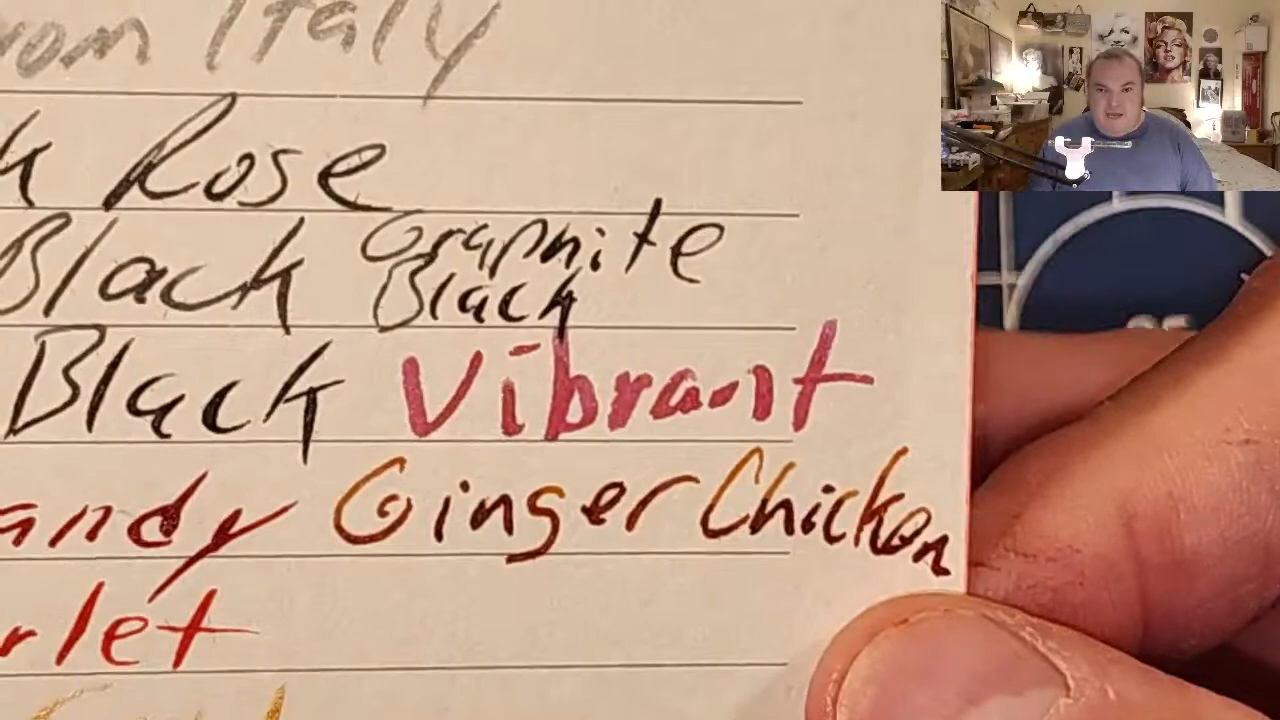 rom Italy
k Rose
Black Graphite
Black
Black Vibrant
andy Ginger Chicken
rlet